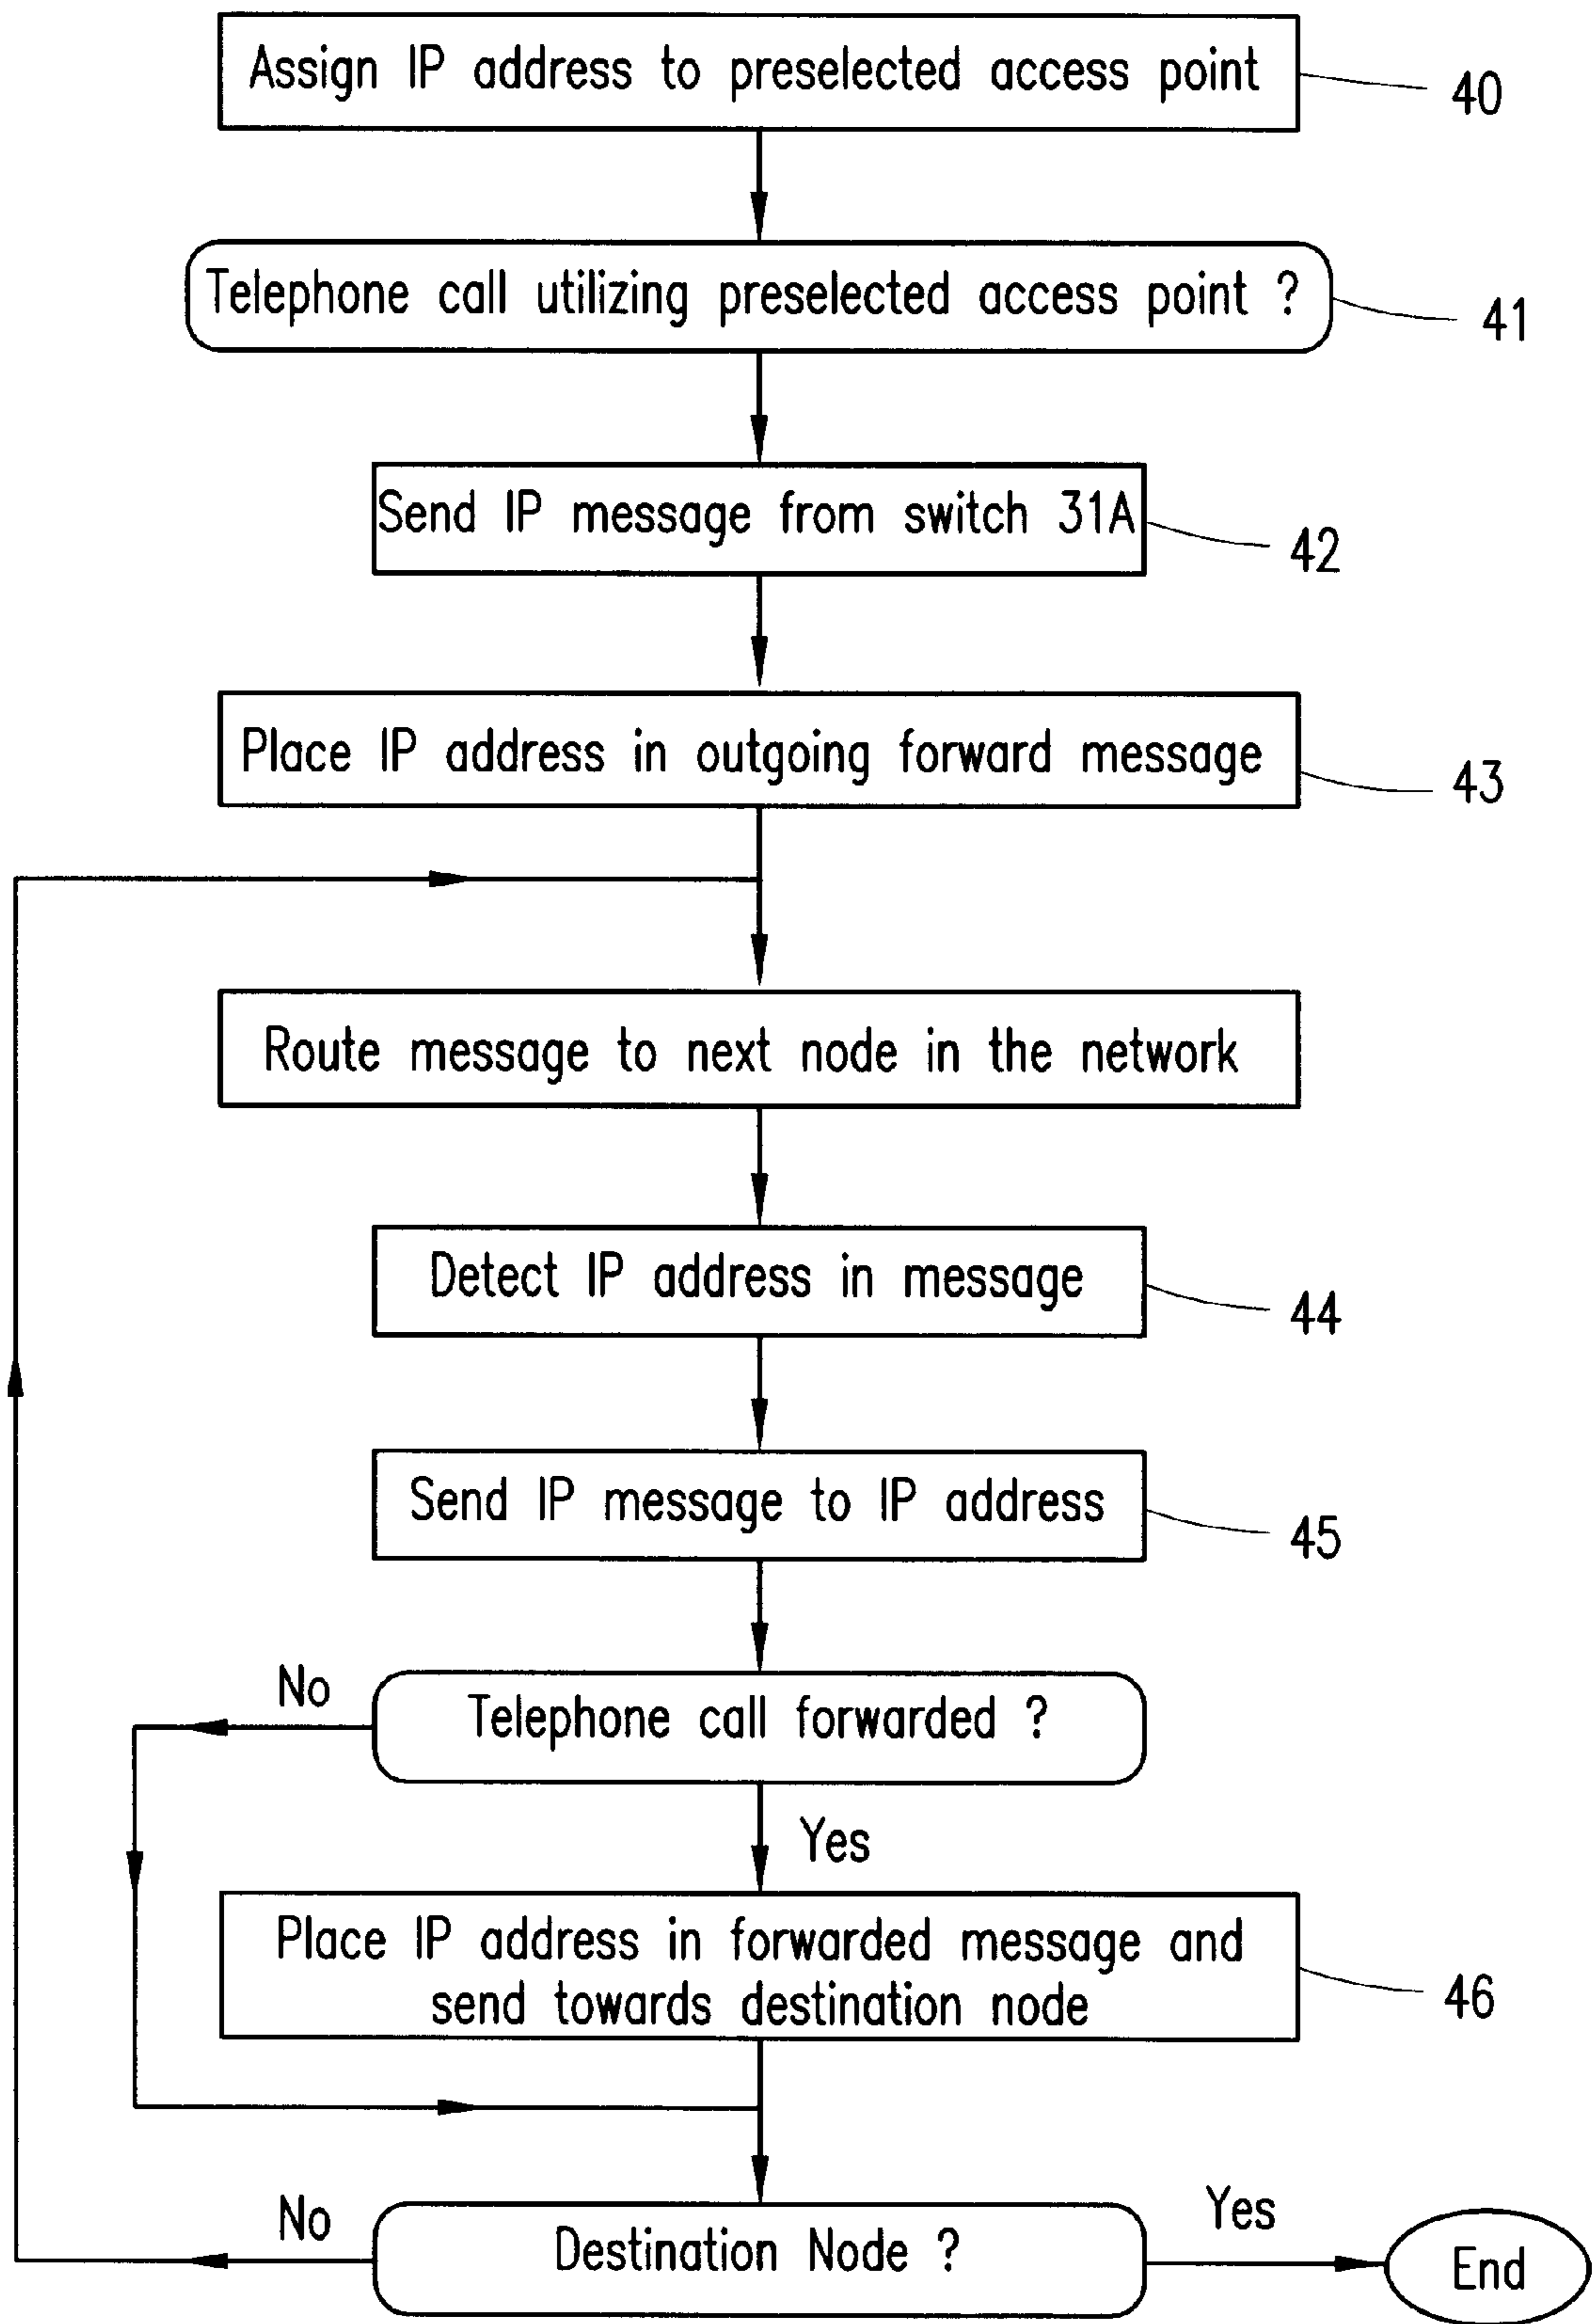 Assign IP address to preselected access point
40
Telephone call utilizing preselected access point ?
41
Send IP message from switch 31A
42
Place IP address in outgoing forward message
43
Route message to next node in the network
Detect IP address in message
44
Send IP message to IP address
45
No
Telephone call forwarded ?
Yes
Place IP address in forwarded message and
send towards destination node
46
No
Destination Node ?
Yes
End